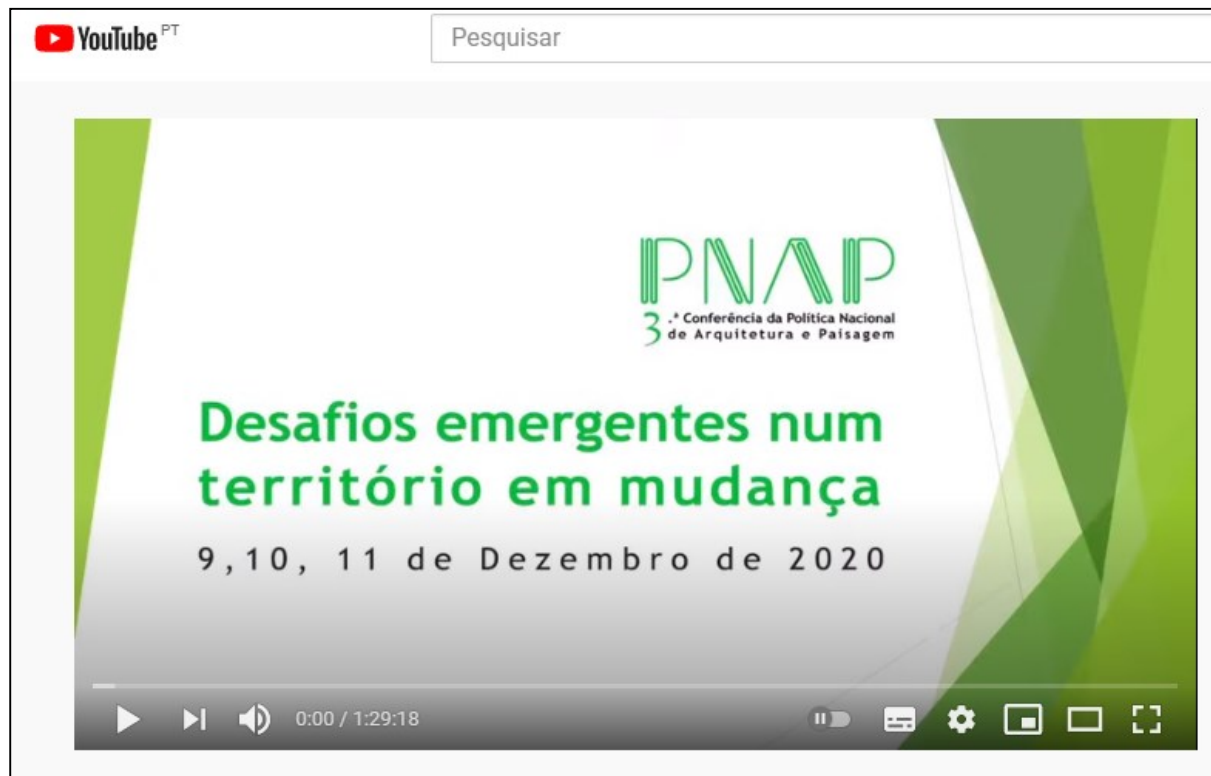 YouTube PT
Pesquisar
PNAP
3.ª Conferência da Política Nacional
de Arquitetura e Paisagem
Desafios emergentes num
território em mudança
9,10, 11 de Dezembro de 2020
0:00 / 1:29:18